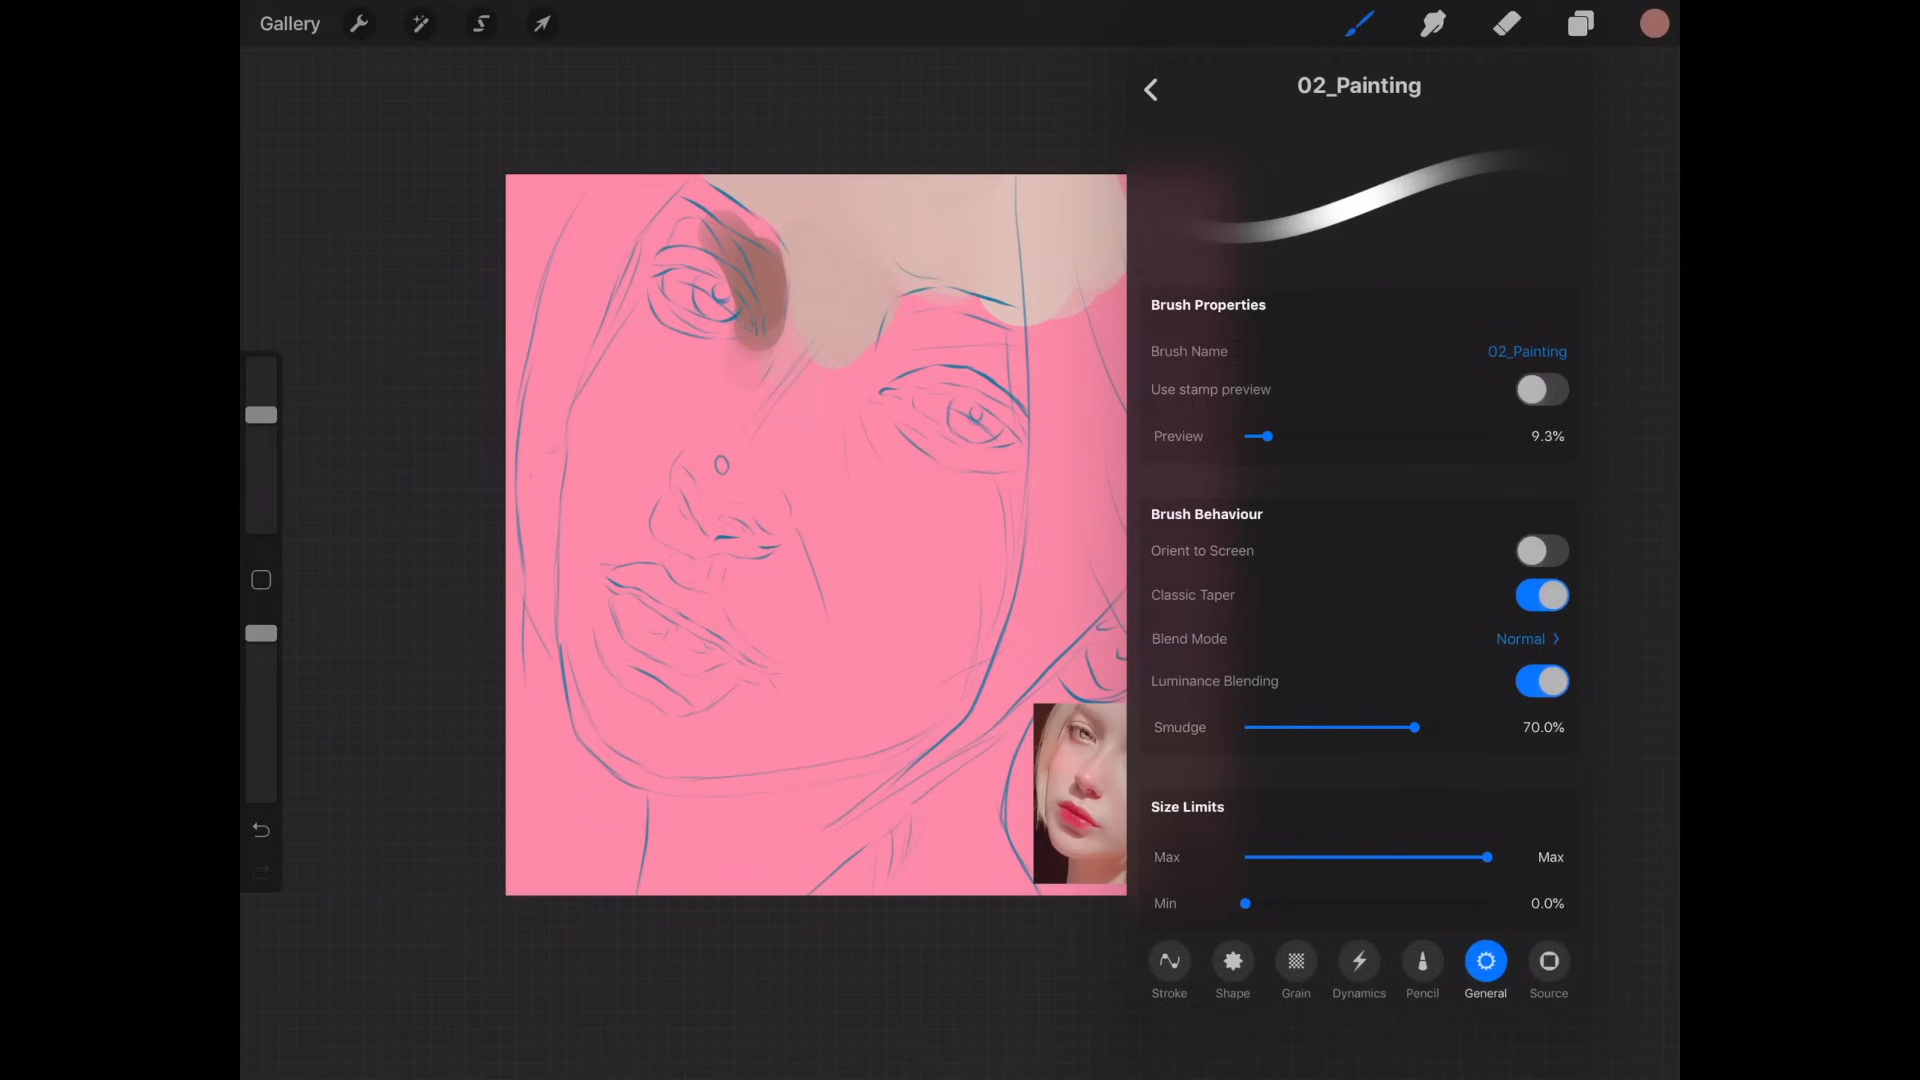 Gallery
02_Painting
Brush Properties
Brush Name 02_Painting
Use stamp preview
Preview 9.3%
Brush Behaviour
Orient to Screen
Classic Taper
Blend Mode Normal
Luminance Blending
Smudge 70.0%
Size Limits
Max Max
Min 0.0%
Stroke Shape Grain Dynamics Pencil General Source